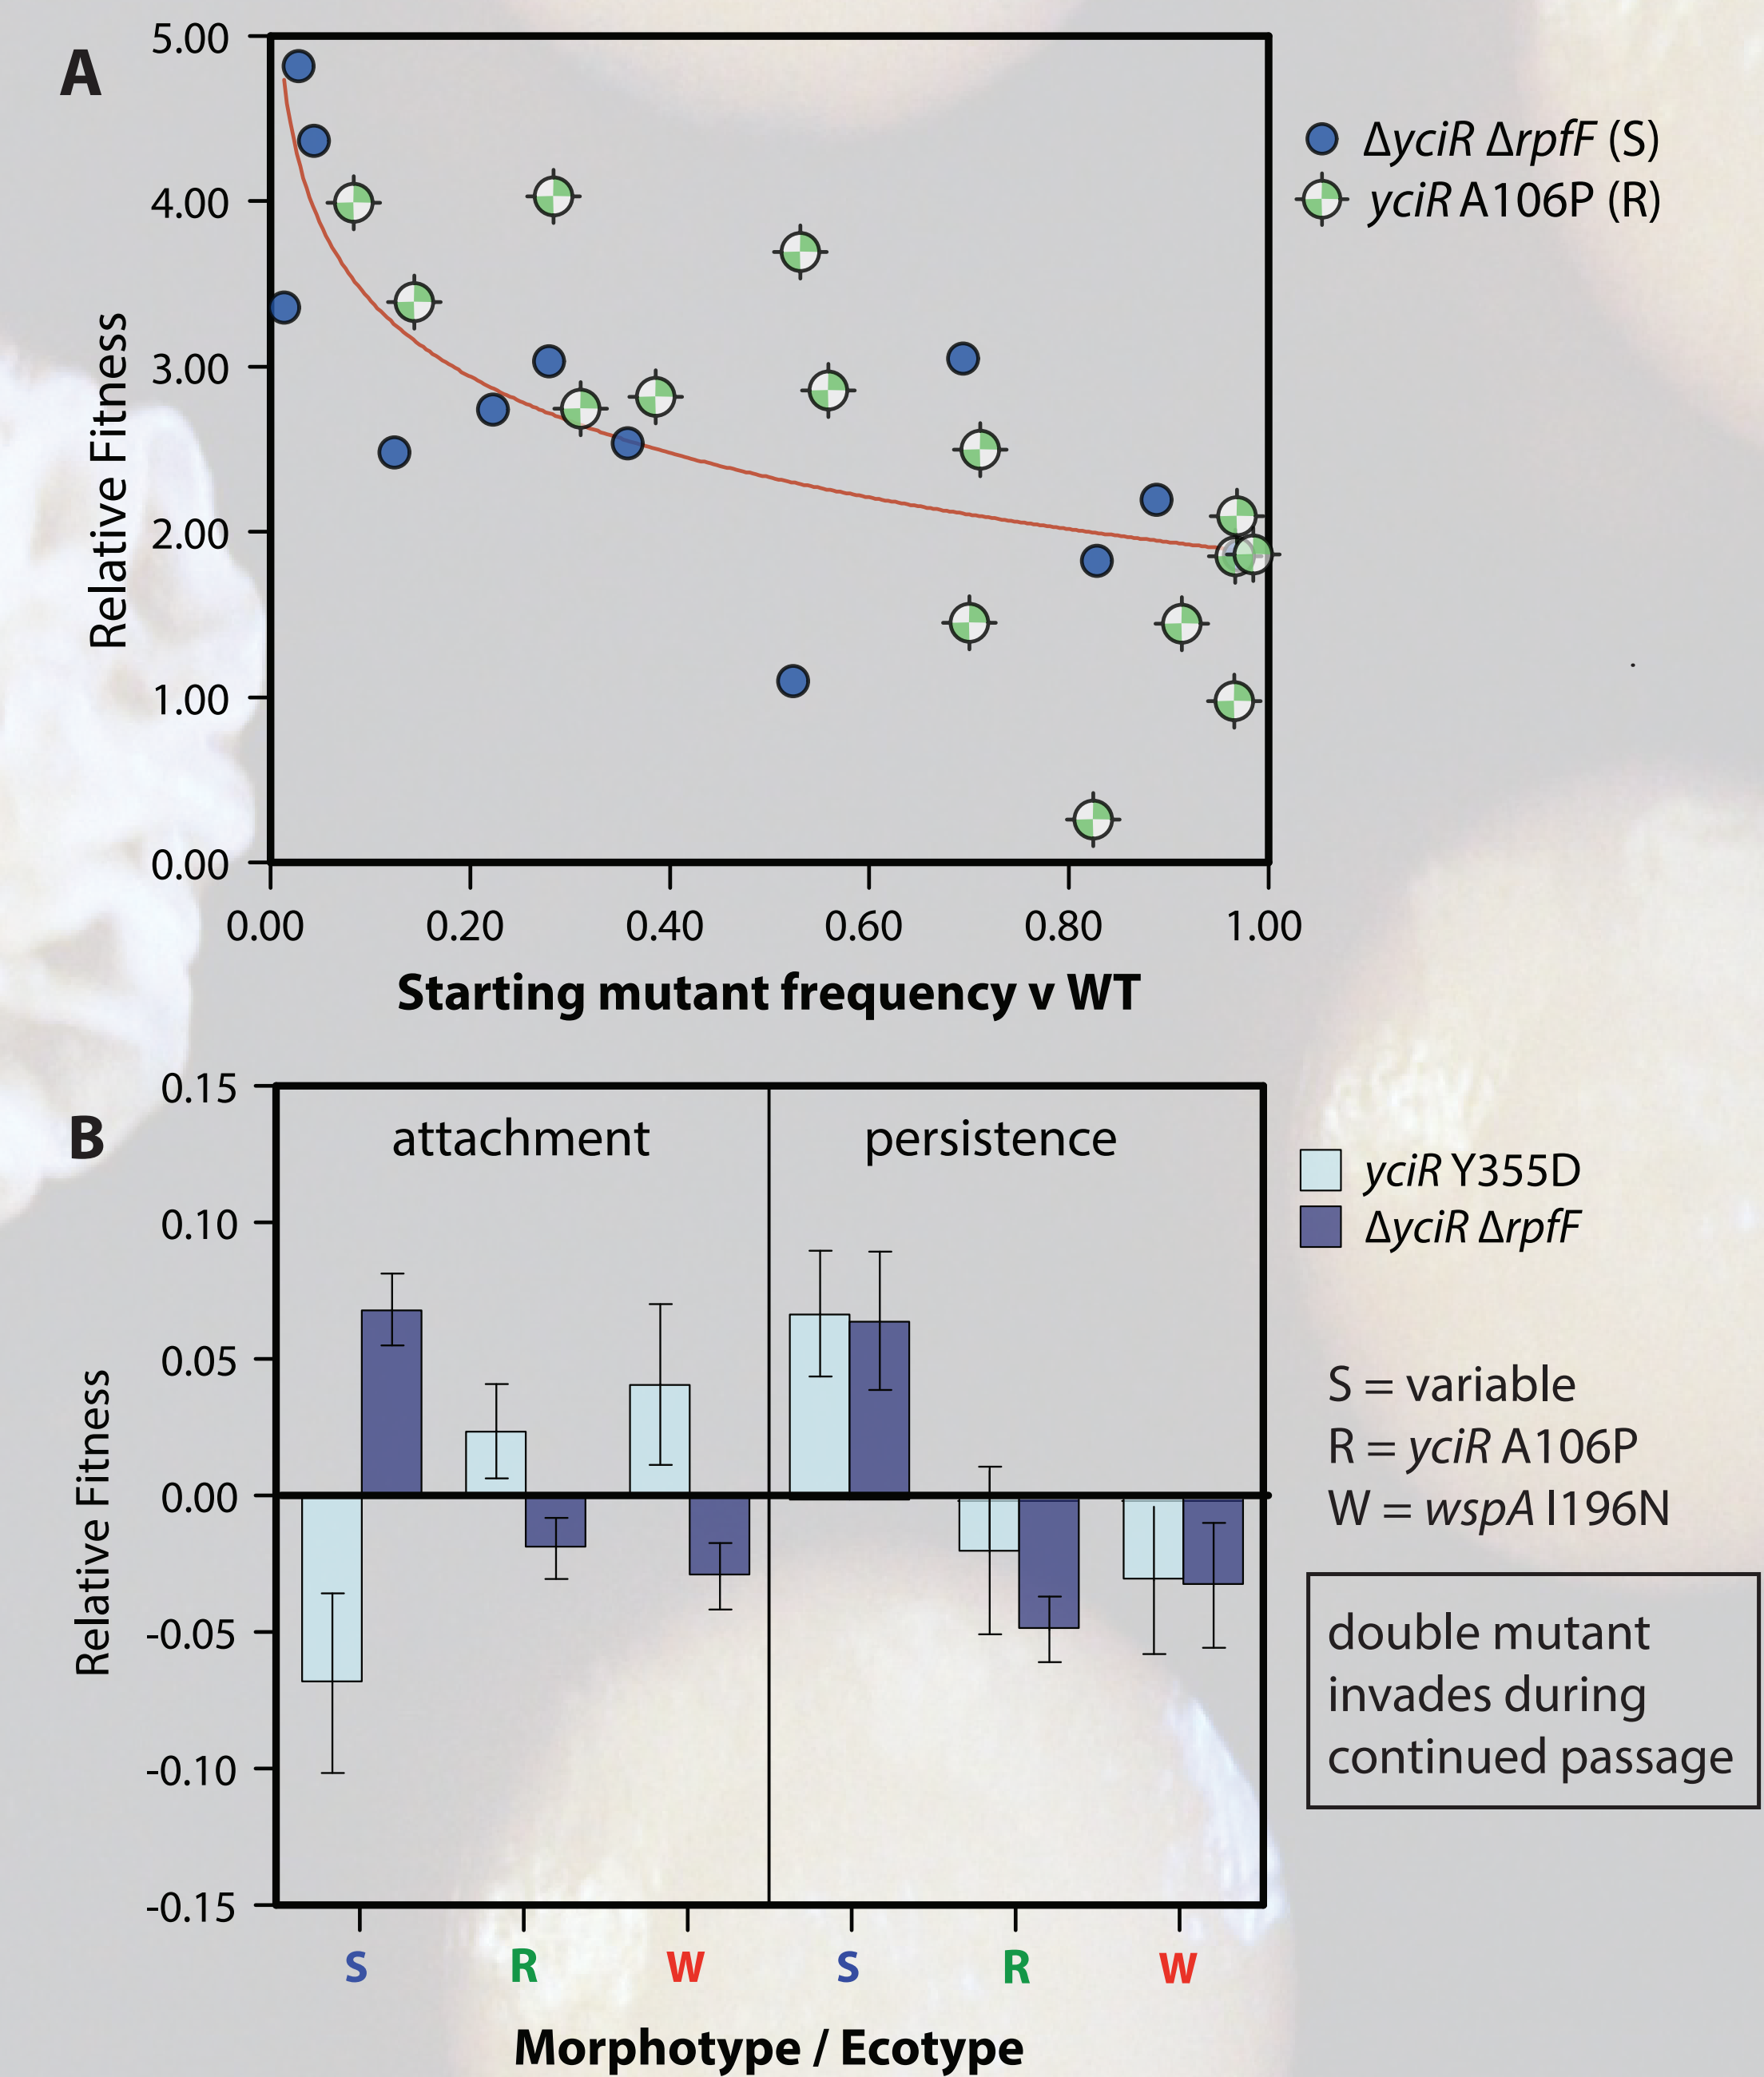 A
5.00
4.00
3.00
2.00
1.00
0.00
Relative Fitness
0.00 0.20 0.40 0.60 0.80 1.00
Starting mutant frequency v WT
ΔyciR ΔrpfF (S)
yciR A106P (R)
B
0.15
0.10
0.05
0.00
-0.05
-0.10
-0.15
Relative Fitness
attachment persistence
S R W S R W
Morphotype / Ecotype
yciR Y355D
ΔyciR ΔrpfF
S = variable
R = yciR A106P
W = wspA I196N
double mutant
invades during
continued passage